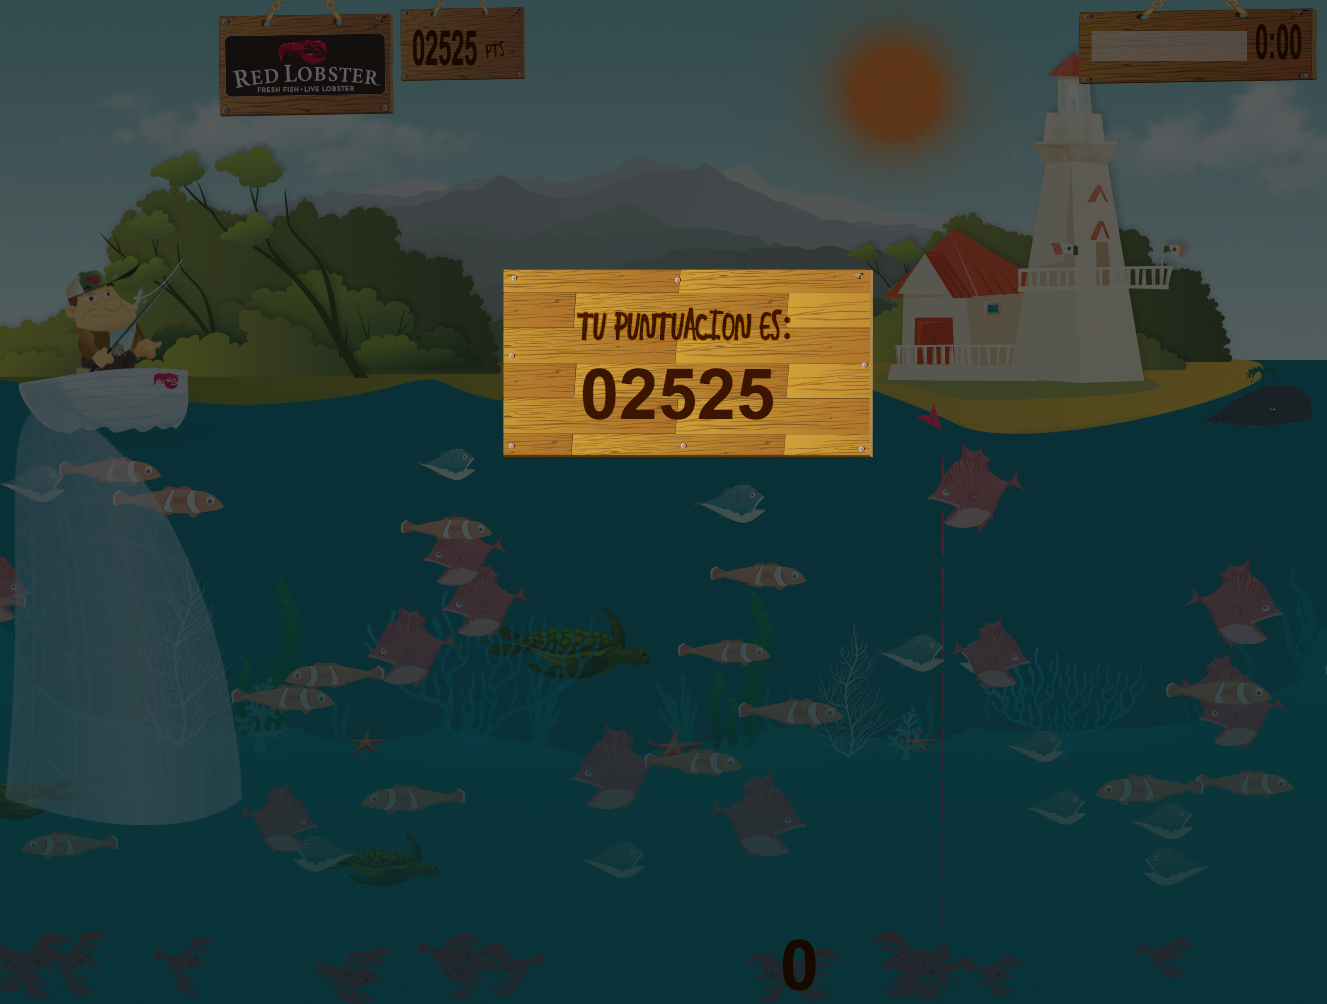 RED LOBSTER
FRESH FISH • LIVE LOBSTER
02525 PTS
0:00
TU PUNTUACION ES:
02525
0